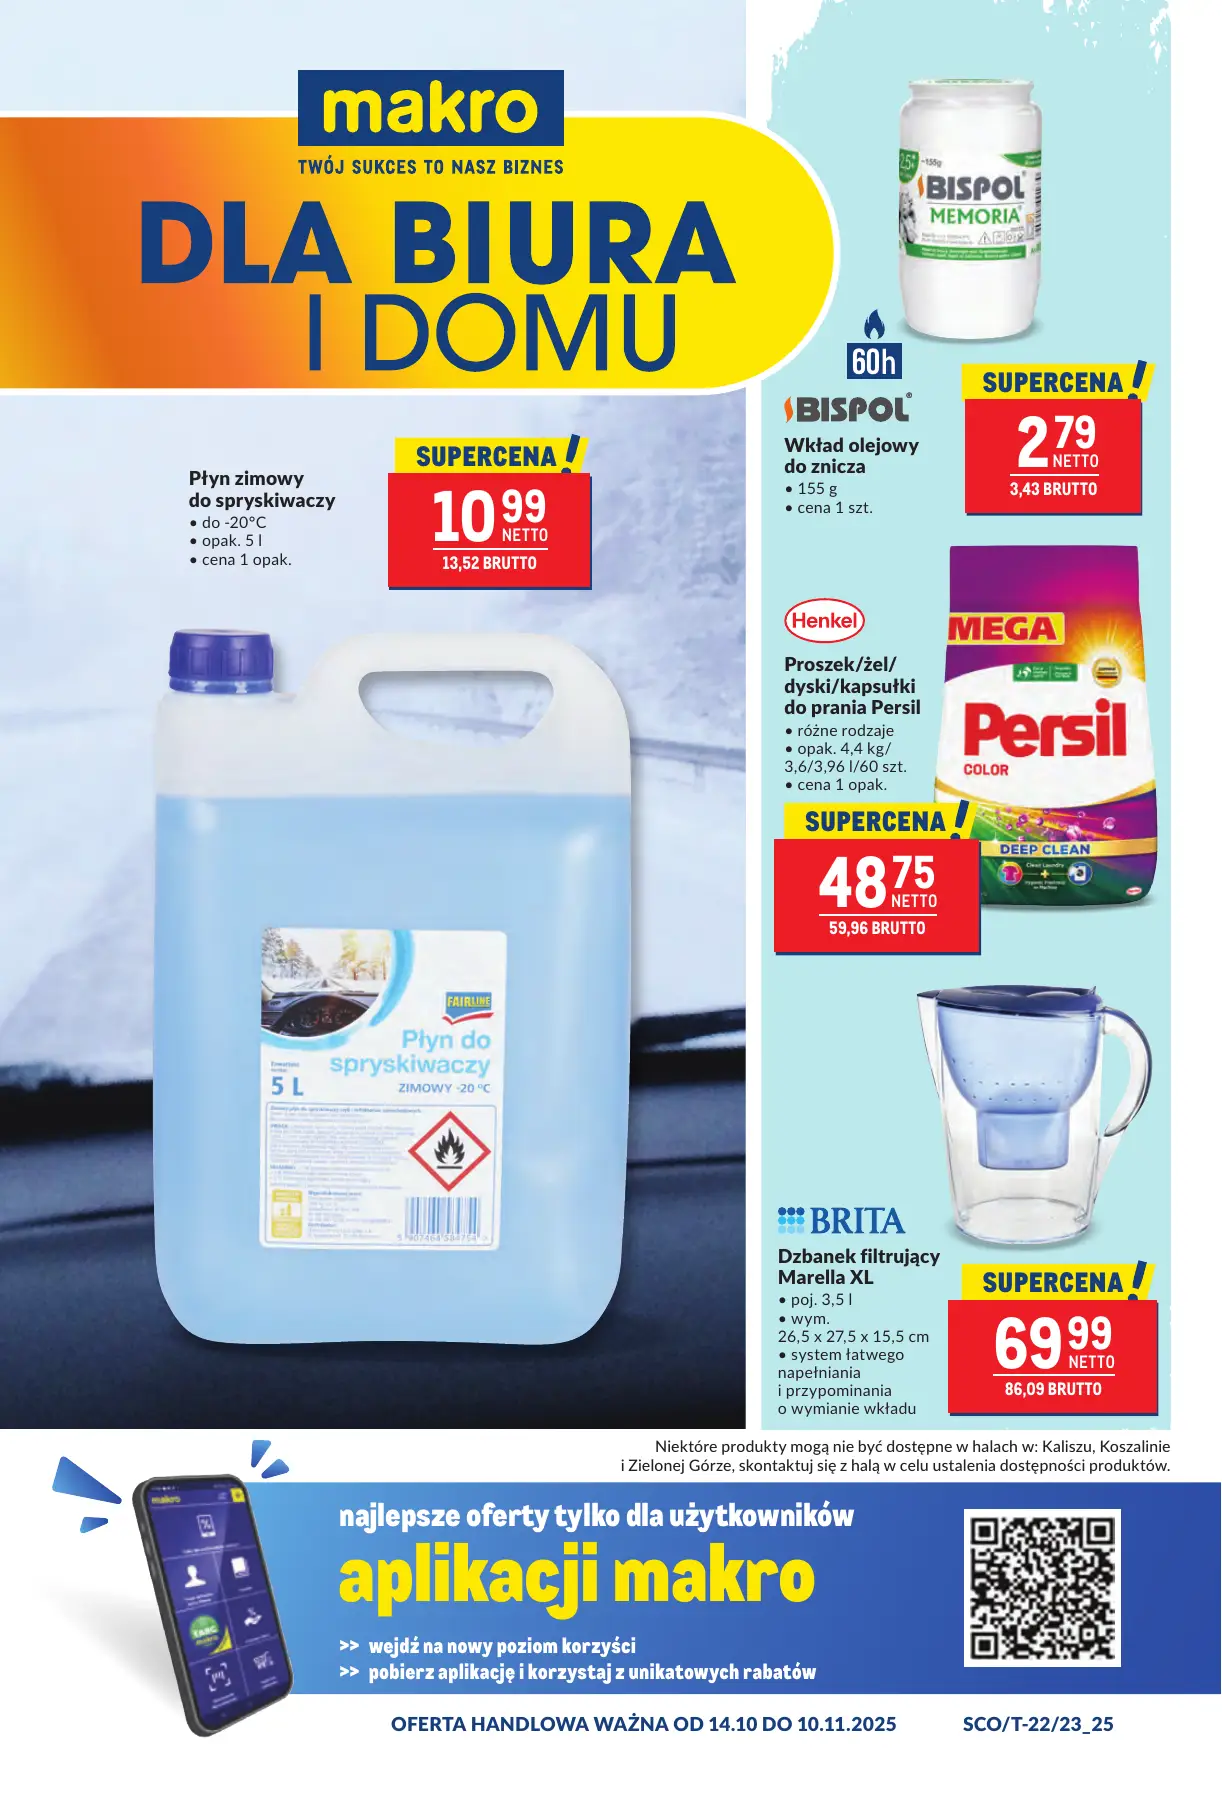 makro
TWÓJ SUKCES TO NASZ BIZNES
DLA BIURA
I DOMU
Płyn zimowy
do spryskiwaczy
• do -20°C
• opak. 5 l
• cena 1 opak.
SUPERCENA!
10 99
NETTO
13,52 BRUTTO
FAIRLINE
Płyn do
spryskiwaczy
ZIMOWY -20 °C
5 L
~155g
BISPOL
MEMORIA
60h
BISPOL®
Wkład olejowy
do znicza
• 155 g
• cena 1 szt.
SUPERCENA!
2 79
NETTO
3,43 BRUTTO
Henkel
Proszek/żel/
dyski/kapsułki
do prania Persil
• różne rodzaje
• opak. 4,4 kg/
3,6/3,96 l/60 szt.
• cena 1 opak.
MEGA
Persil
COLOR
DEEP CLEAN
SUPERCENA!
48 75
NETTO
59,96 BRUTTO
BRITA
Dzbanek filtrujący
Marella XL
• poj. 3,5 l
• wym.
26,5 x 27,5 x 15,5 cm
• system łatwego
napełniania
i przypominania
o wymianie wkładu
SUPERCENA!
69 99
NETTO
86,09 BRUTTO
Niektóre produkty mogą nie być dostępne w halach w: Kaliszu, Koszalinie
i Zielonej Górze, skontaktuj się z halą w celu ustalenia dostępności produktów.
makro
najlepsze oferty tylko dla użytkowników
aplikacji makro
>> wejdź na nowy poziom korzyści
>> pobierz aplikację i korzystaj z unikatowych rabatów
OFERTA HANDLOWA WAŻNA OD 14.10 DO 10.11.2025
SCO/T-22/23_25